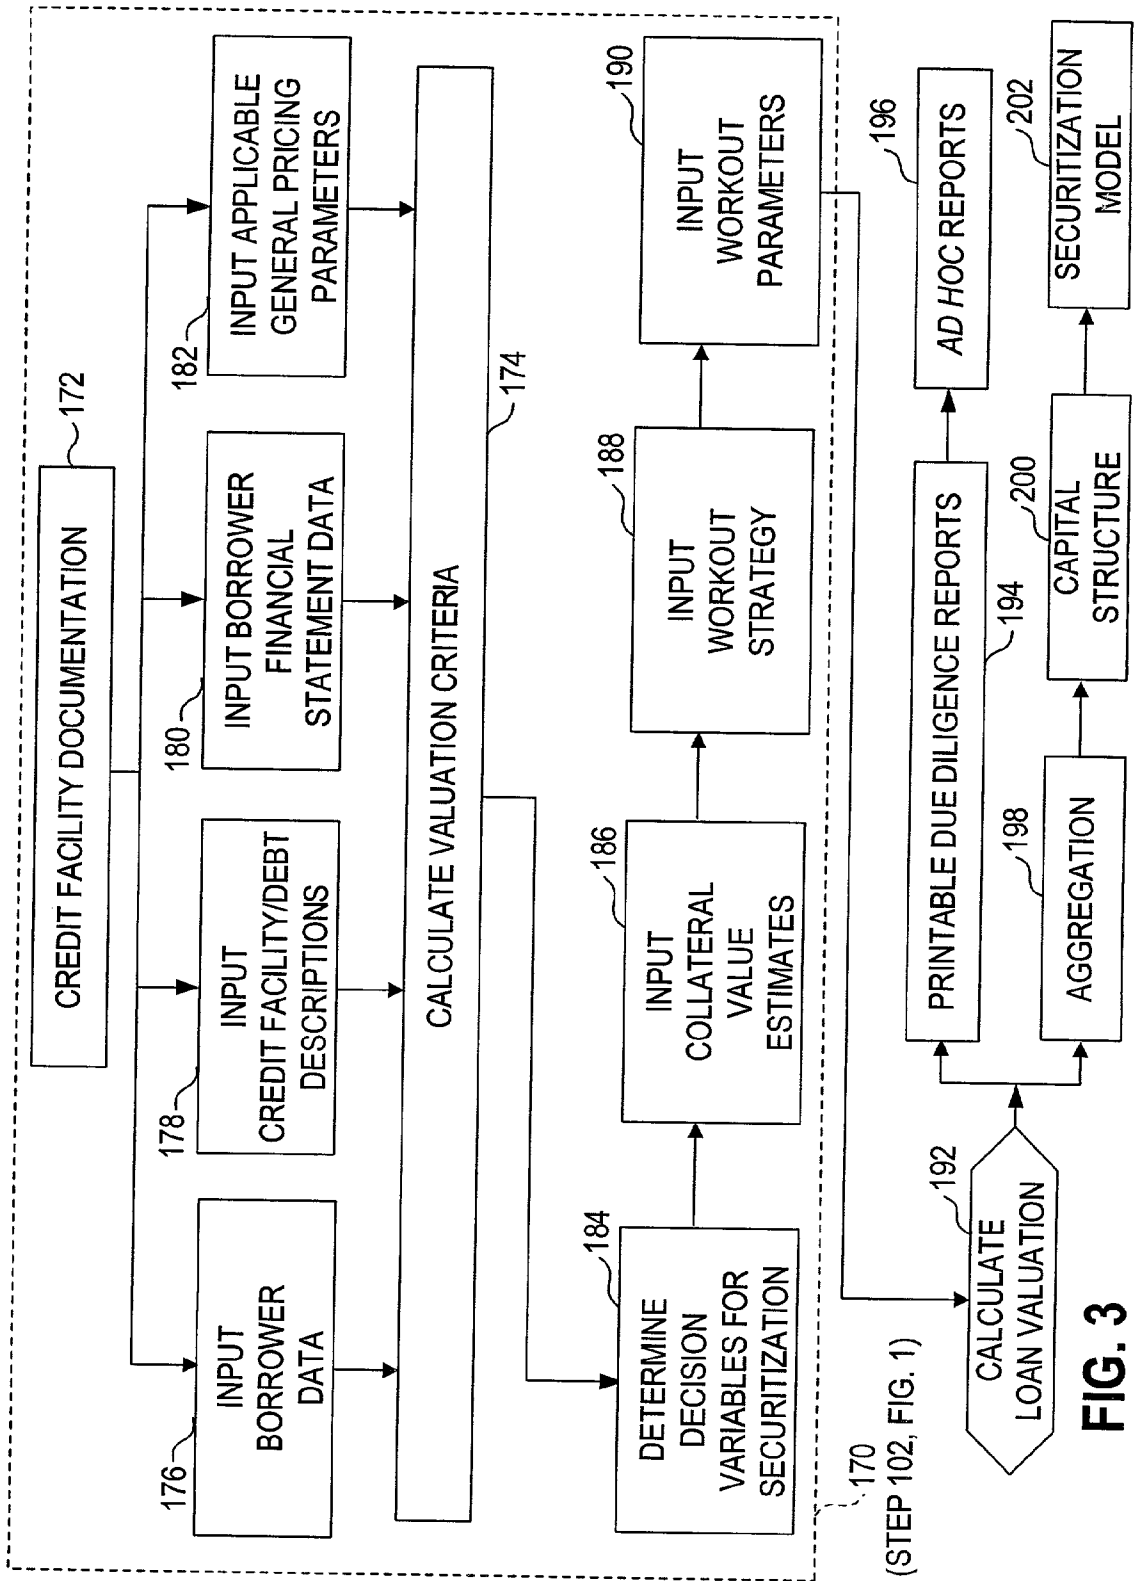 CREDIT FACILITY DOCUMENTATION
172
176
INPUT
BORROWER
DATA
178
INPUT
CREDIT FACILITY/DEBT
DESCRIPTIONS
180
INPUT BORROWER
FINANCIAL
STATEMENT DATA
182
INPUT APPLICABLE
GENERAL PRICING
PARAMETERS
CALCULATE VALUATION CRITERIA
174
184
DETERMINE
DECISION
VARIABLES FOR
SECURITIZATION
186
INPUT
COLLATERAL
VALUE
ESTIMATES
188
INPUT
WORKOUT
STRATEGY
190
INPUT
WORKOUT
PARAMETERS
170
(STEP 102, FIG. 1)
192
CALCULATE
LOAN VALUATION
PRINTABLE DUE DILIGENCE REPORTS
194
AD HOC REPORTS
196
198
AGGREGATION
200
CAPITAL
STRUCTURE
202
SECURITIZATION
MODEL
FIG. 3